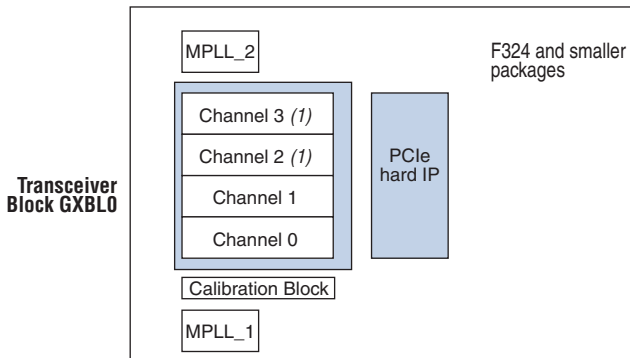 MPLL_2
F324 and smaller
packages
Channel 3 (1)
Channel 2 (1)
Channel 1
Channel 0
PCIe
hard IP
Transceiver
Block GXBL0
Calibration Block
MPLL_1